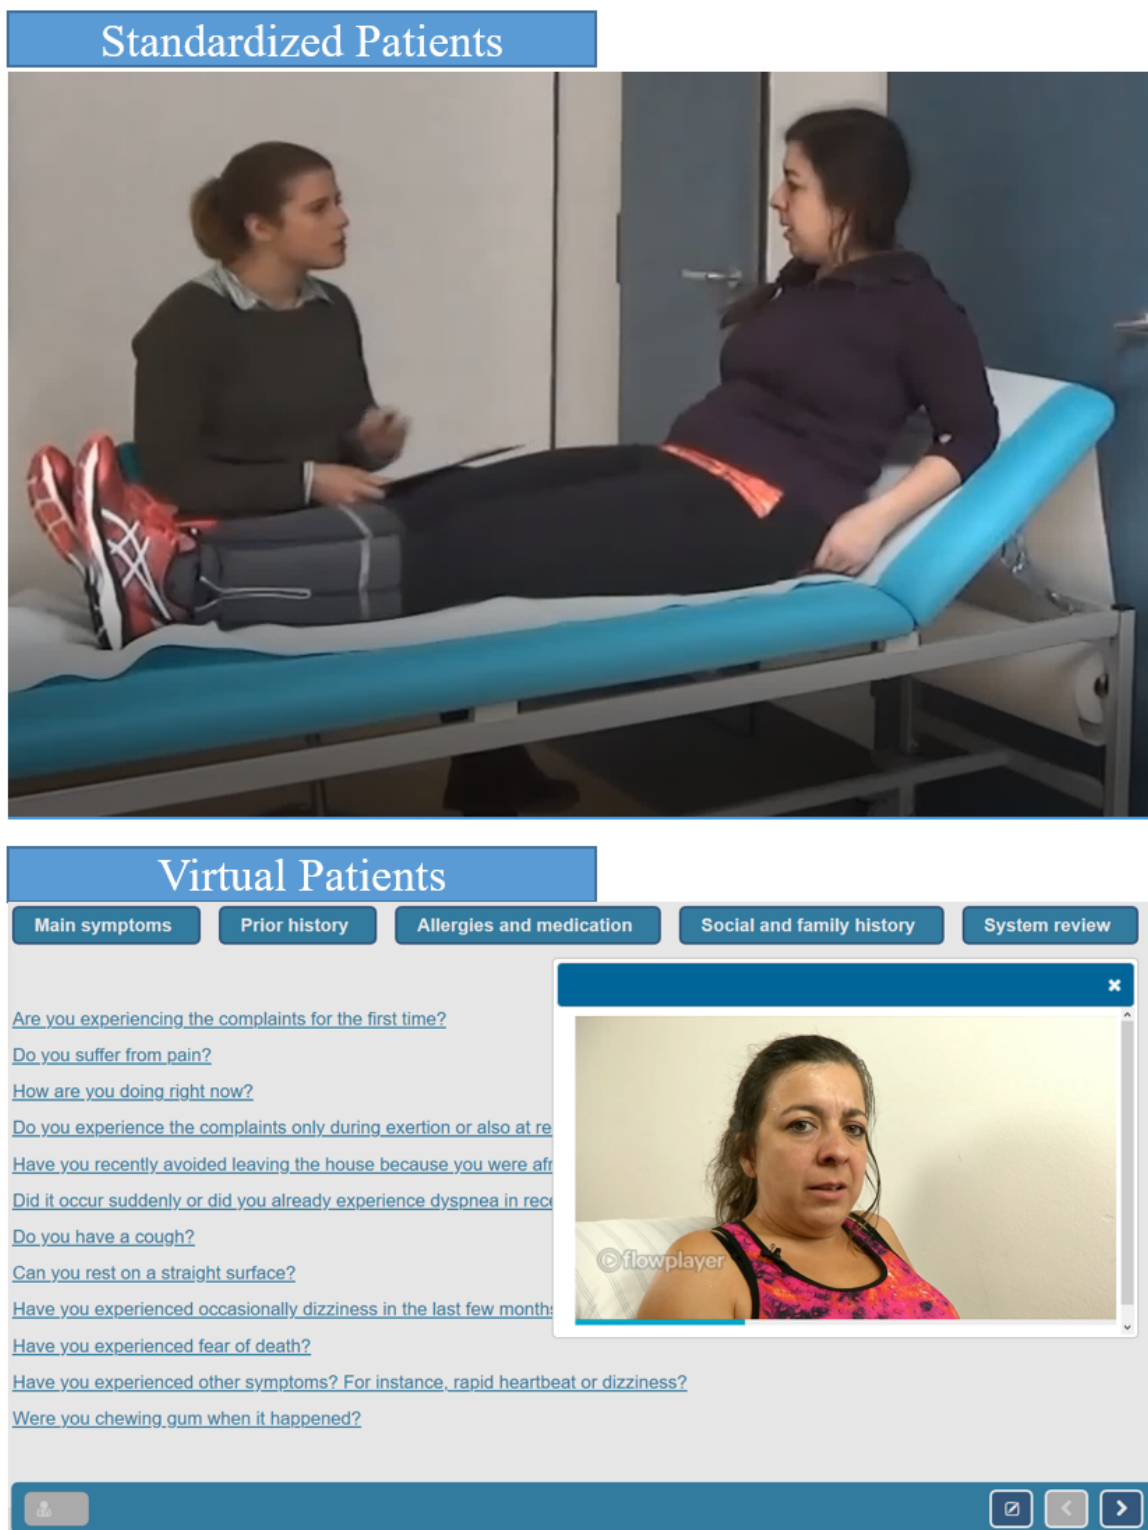 Standardized Patients
Virtual Patients
Main symptoms
Prior history
Allergies and medication
Social and family history
System review
Are you experiencing the complaints for the first time?
Do you suffer from pain?
How are you doing right now?
Do you experience the complaints only during exertion or also at re
Have you recently avoided leaving the house because you were afr
Did it occur suddenly or did you already experience dyspnea in rece
Do you have a cough?
Can you rest on a straight surface?
Have you experienced occasionally dizziness in the last few months
Have you experienced fear of death?
Have you experienced other symptoms? For instance, rapid heartbeat or dizziness?
Were you chewing gum when it happened?
flowplayer